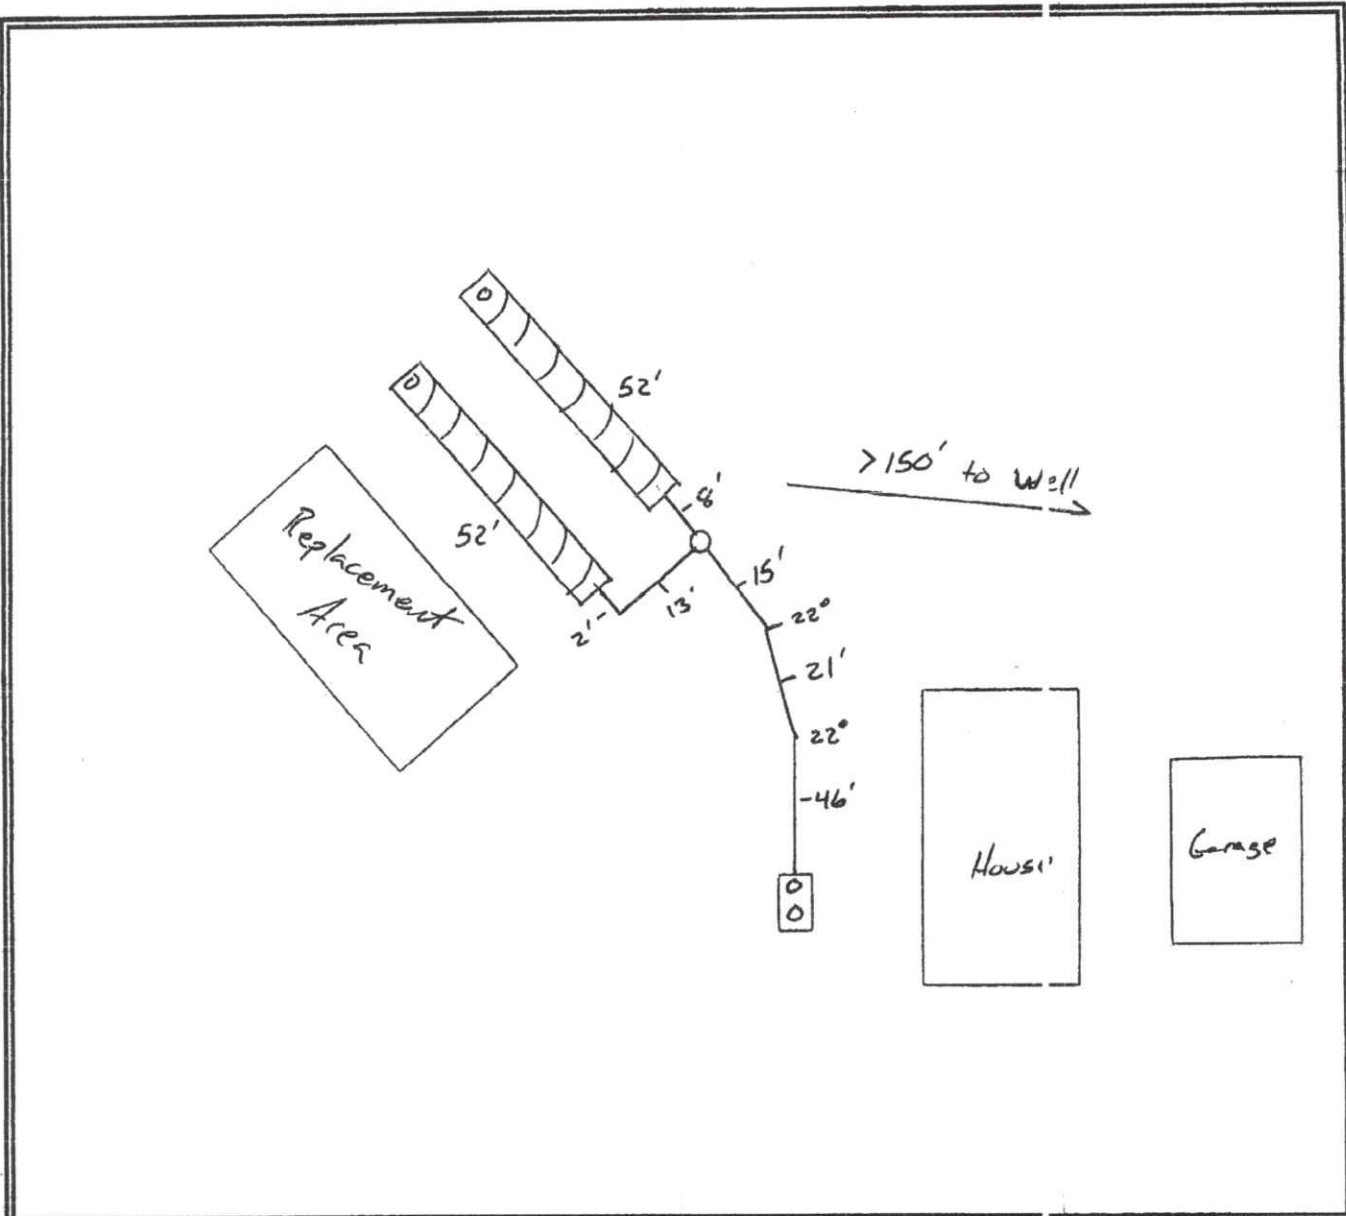 52'
>150' to Well
8'
52'
Replacement
Area
15'
13'
22°
2'
21'
22°
-46'
House
Garage